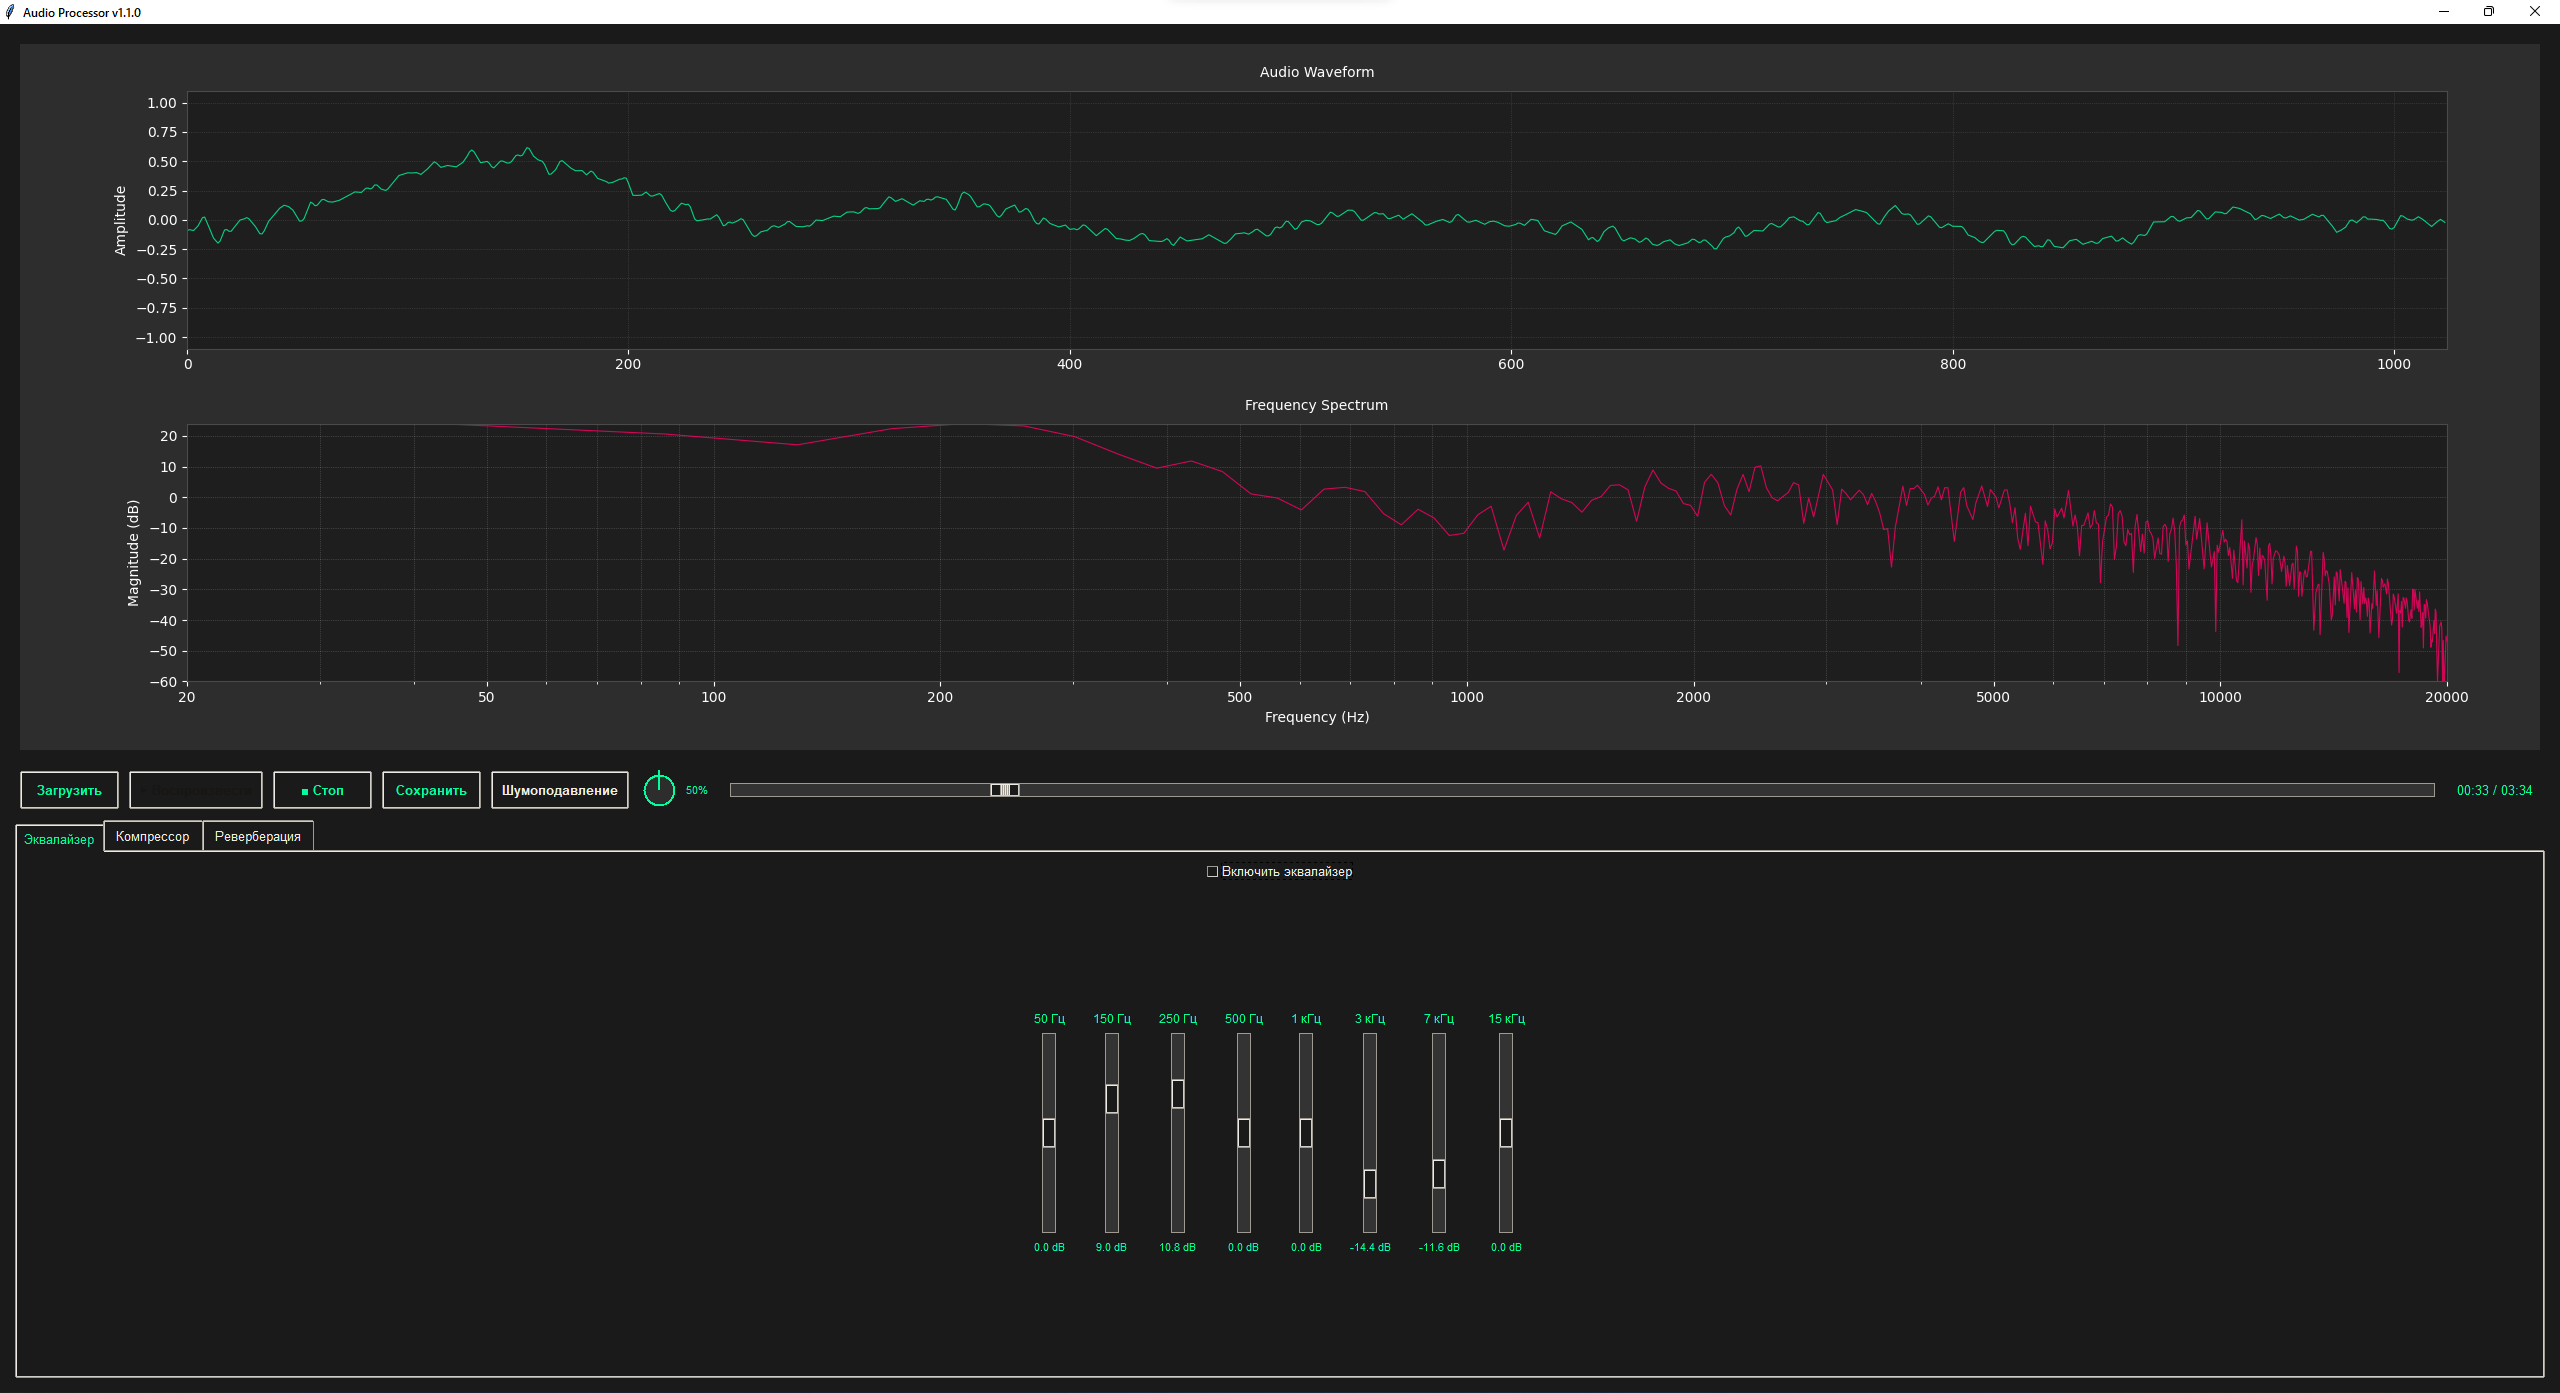 Audio Processor v1.1.0
Audio Waveform
1.00
0.75
0.50
0.25
0.00
−0.25
−0.50
−0.75
−1.00
Amplitude
0 200 400 600 800 1000
Frequency Spectrum
20
10
0
−10
−20
−30
−40
−50
−60
Magnitude (dB)
20 50 100 200 500 1000 2000 5000 10000 20000
Frequency (Hz)
Загрузить ■ Стоп Сохранить Шумоподавление 50% 00:33 / 03:34
Эквалайзер Компрессор Реверберация
Включить эквалайзер
50 Гц 150 Гц 250 Гц 500 Гц 1 кГц 3 кГц 7 кГц 15 кГц
0.0 dB 9.0 dB 10.8 dB 0.0 dB 0.0 dB -14.4 dB -11.6 dB 0.0 dB